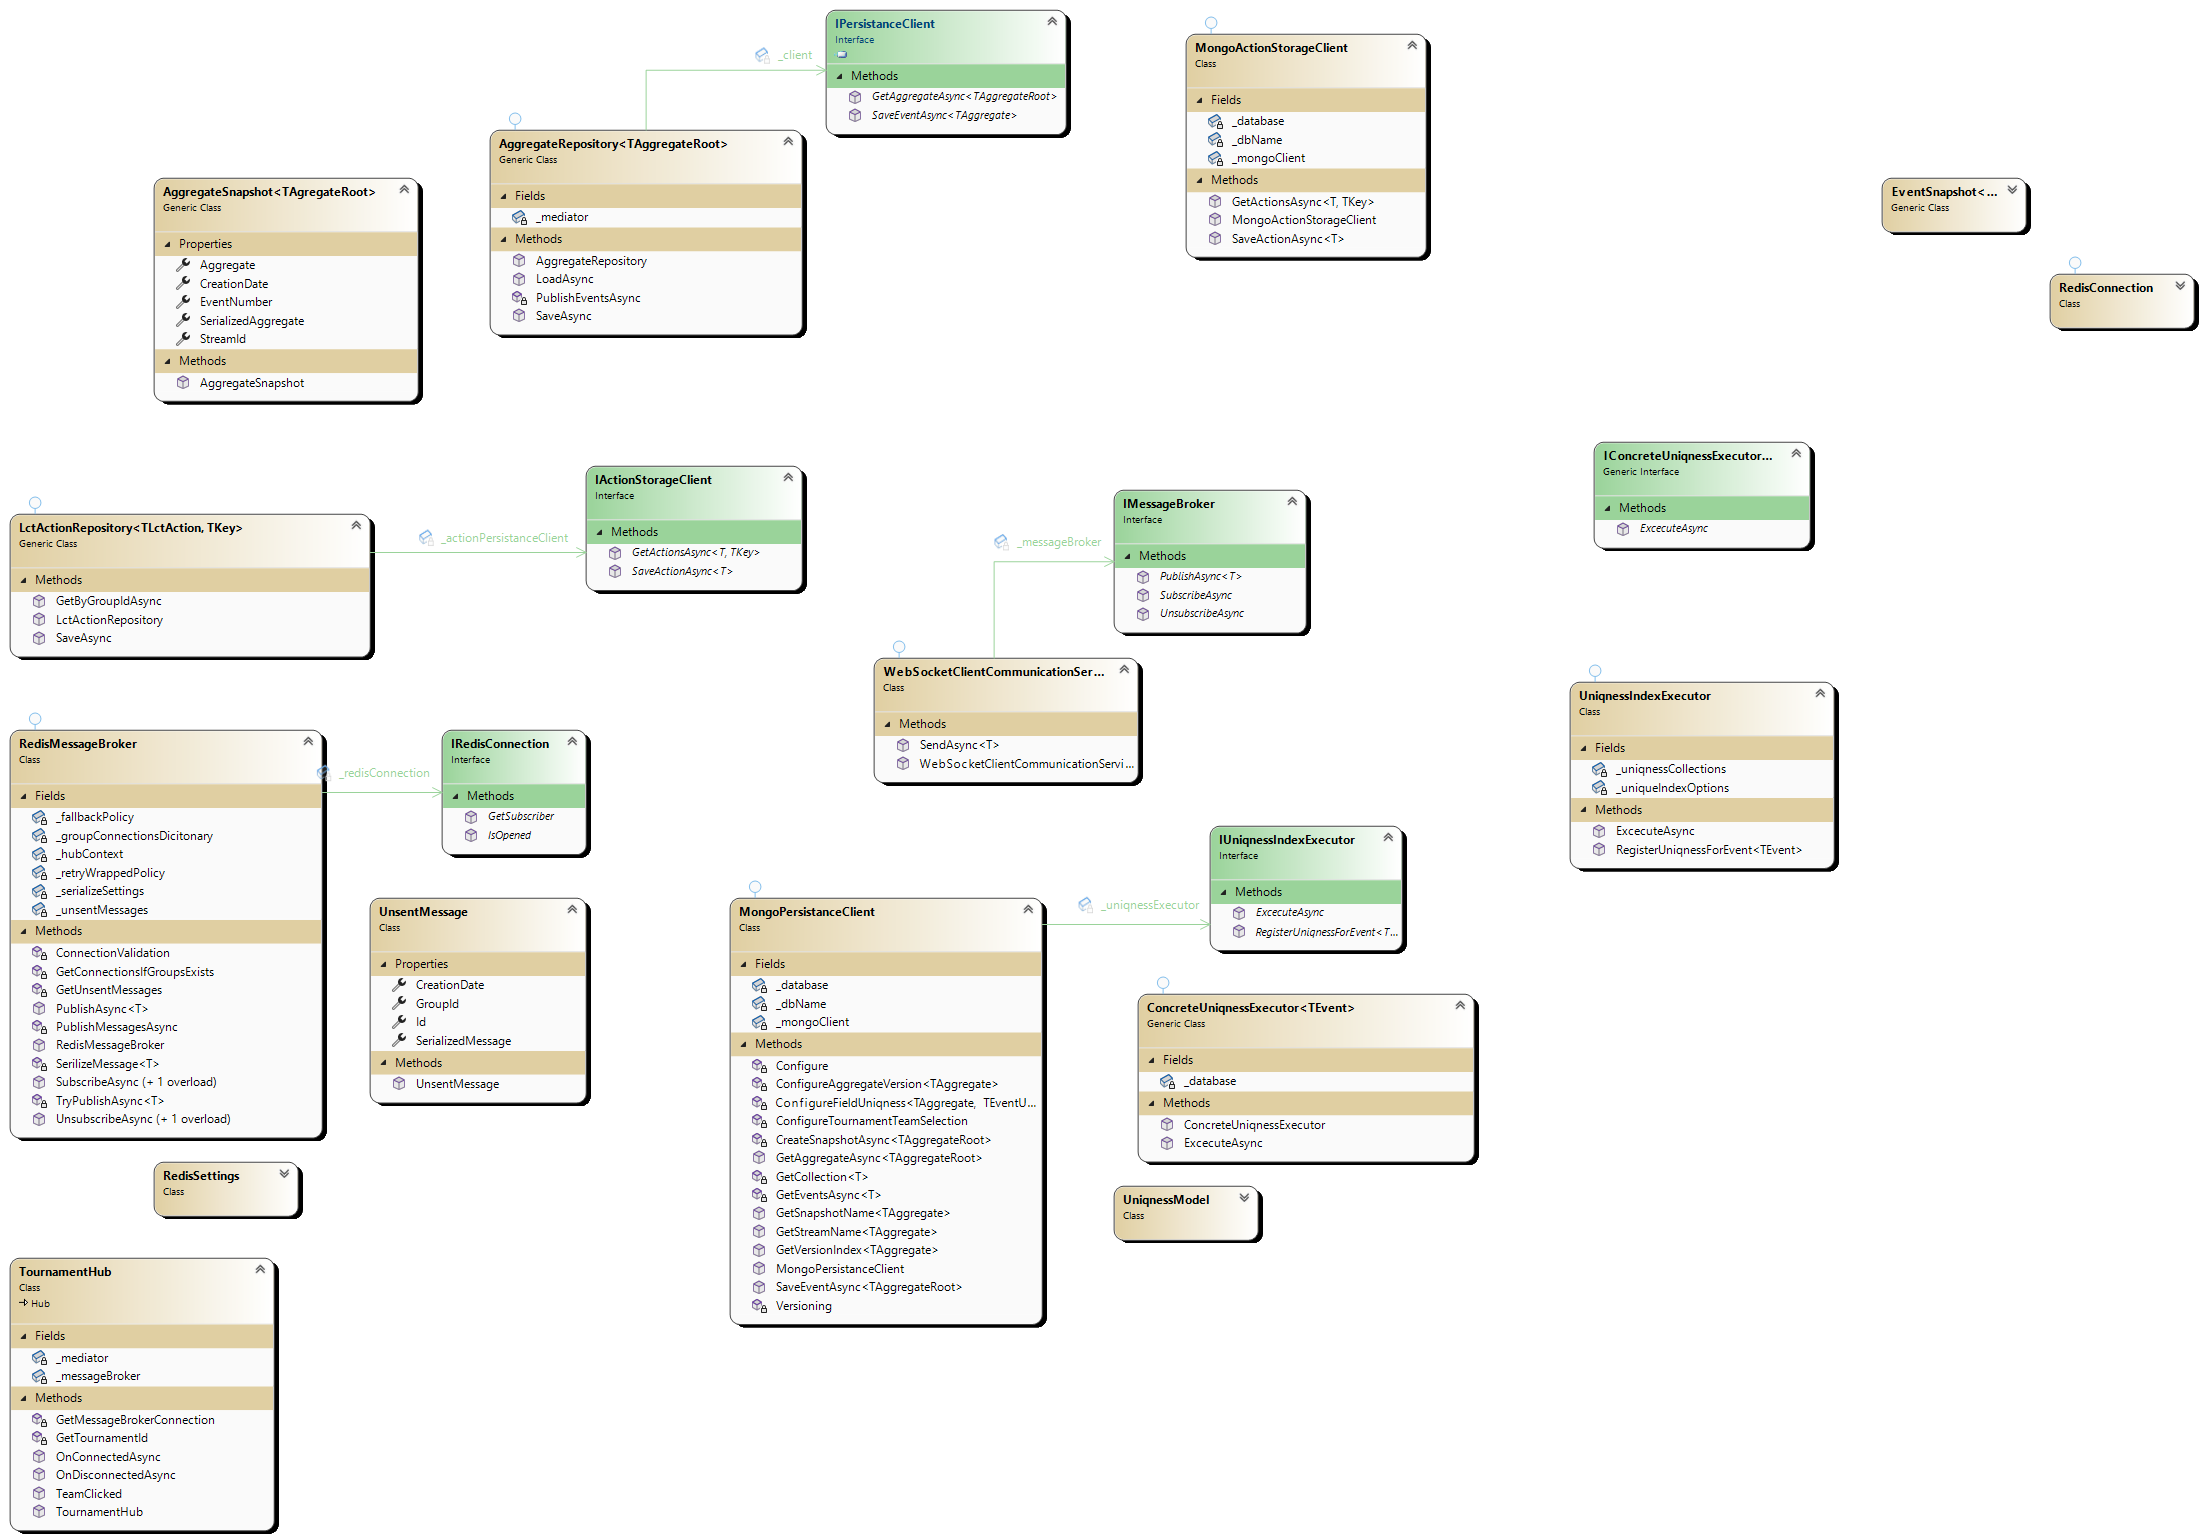 IPersistanceClient
Interface
Methods
GetAggregateAsync<TAggregateRoot>
SaveEventAsync<TAggregate>
_client
MongoActionStorageClient
Class
Fields
_database
_dbName
_mongoClient
Methods
GetActionsAsync<T, TKey>
MongoActionStorageClient
SaveActionAsync<T>
AggregateRepository<TAggregateRoot>
Generic Class
Fields
_mediator
Methods
AggregateRepository
LoadAsync
PublishEventsAsync
SaveAsync
AggregateSnapshot<TAgregateRoot>
Generic Class
Properties
Aggregate
CreationDate
EventNumber
SerializedAggregate
StreamId
Methods
AggregateSnapshot
EventSnapshot<...
Generic Class
RedisConnection
Class
IConcreteUniqnessExecutor...
Generic Interface
Methods
ExcecuteAsync
IActionStorageClient
Interface
Methods
GetActionsAsync<T, TKey>
SaveActionAsync<T>
_actionPersistanceClient
LctActionRepository<TLctAction, TKey>
Generic Class
Methods
GetByGroupIdAsync
LctActionRepository
SaveAsync
IMessageBroker
Interface
Methods
PublishAsync<T>
SubscribeAsync
UnsubscribeAsync
_messageBroker
WebSocketClientCommunicationSer...
Class
Methods
SendAsync<T>
WebSocketClientCommunicationServi...
UniqnessIndexExecutor
Class
Fields
_uniqnessCollections
_uniqueIndexOptions
Methods
ExcecuteAsync
RegisterUniqnessForEvent<TEvent>
RedisMessageBroker
Class
Fields
_fallbackPolicy
_groupConnectionsDicitonary
_hubContext
_retryWrappedPolicy
_serializeSettings
_unsentMessages
Methods
ConnectionValidation
GetConnectionsIfGroupsExists
GetUnsentMessages
PublishAsync<T>
PublishMessagesAsync
RedisMessageBroker
SerilizeMessage<T>
SubscribeAsync (+ 1 overload)
TryPublishAsync<T>
UnsubscribeAsync (+ 1 overload)
_redisConnection
IRedisConnection
Interface
Methods
GetSubscriber
IsOpened
UnsentMessage
Class
Properties
CreationDate
GroupId
Id
SerializedMessage
Methods
UnsentMessage
IUniqnessIndexExecutor
Interface
Methods
ExcecuteAsync
RegisterUniqnessForEvent<T...
_uniqnessExecutor
MongoPersistanceClient
Class
Fields
_database
_dbName
_mongoClient
Methods
Configure
ConfigureAggregateVersion<TAggregate>
ConfigureFieldUniqness<TAggregate, TEventU...
ConfigureTournamentTeamSelection
CreateSnapshotAsync<TAggregateRoot>
GetAggregateAsync<TAggregateRoot>
GetCollection<T>
GetEventsAsync<T>
GetSnapshotName<TAggregate>
GetStreamName<TAggregate>
GetVersionIndex<TAggregate>
MongoPersistanceClient
SaveEventAsync<TAggregateRoot>
Versioning
ConcreteUniqnessExecutor<TEvent>
Generic Class
Fields
_database
Methods
ConcreteUniqnessExecutor
ExcecuteAsync
UniqnessModel
Class
RedisSettings
Class
TournamentHub
Class
Hub
Fields
_mediator
_messageBroker
Methods
GetMessageBrokerConnection
GetTournamentId
OnConnectedAsync
OnDisconnectedAsync
TeamClicked
TournamentHub